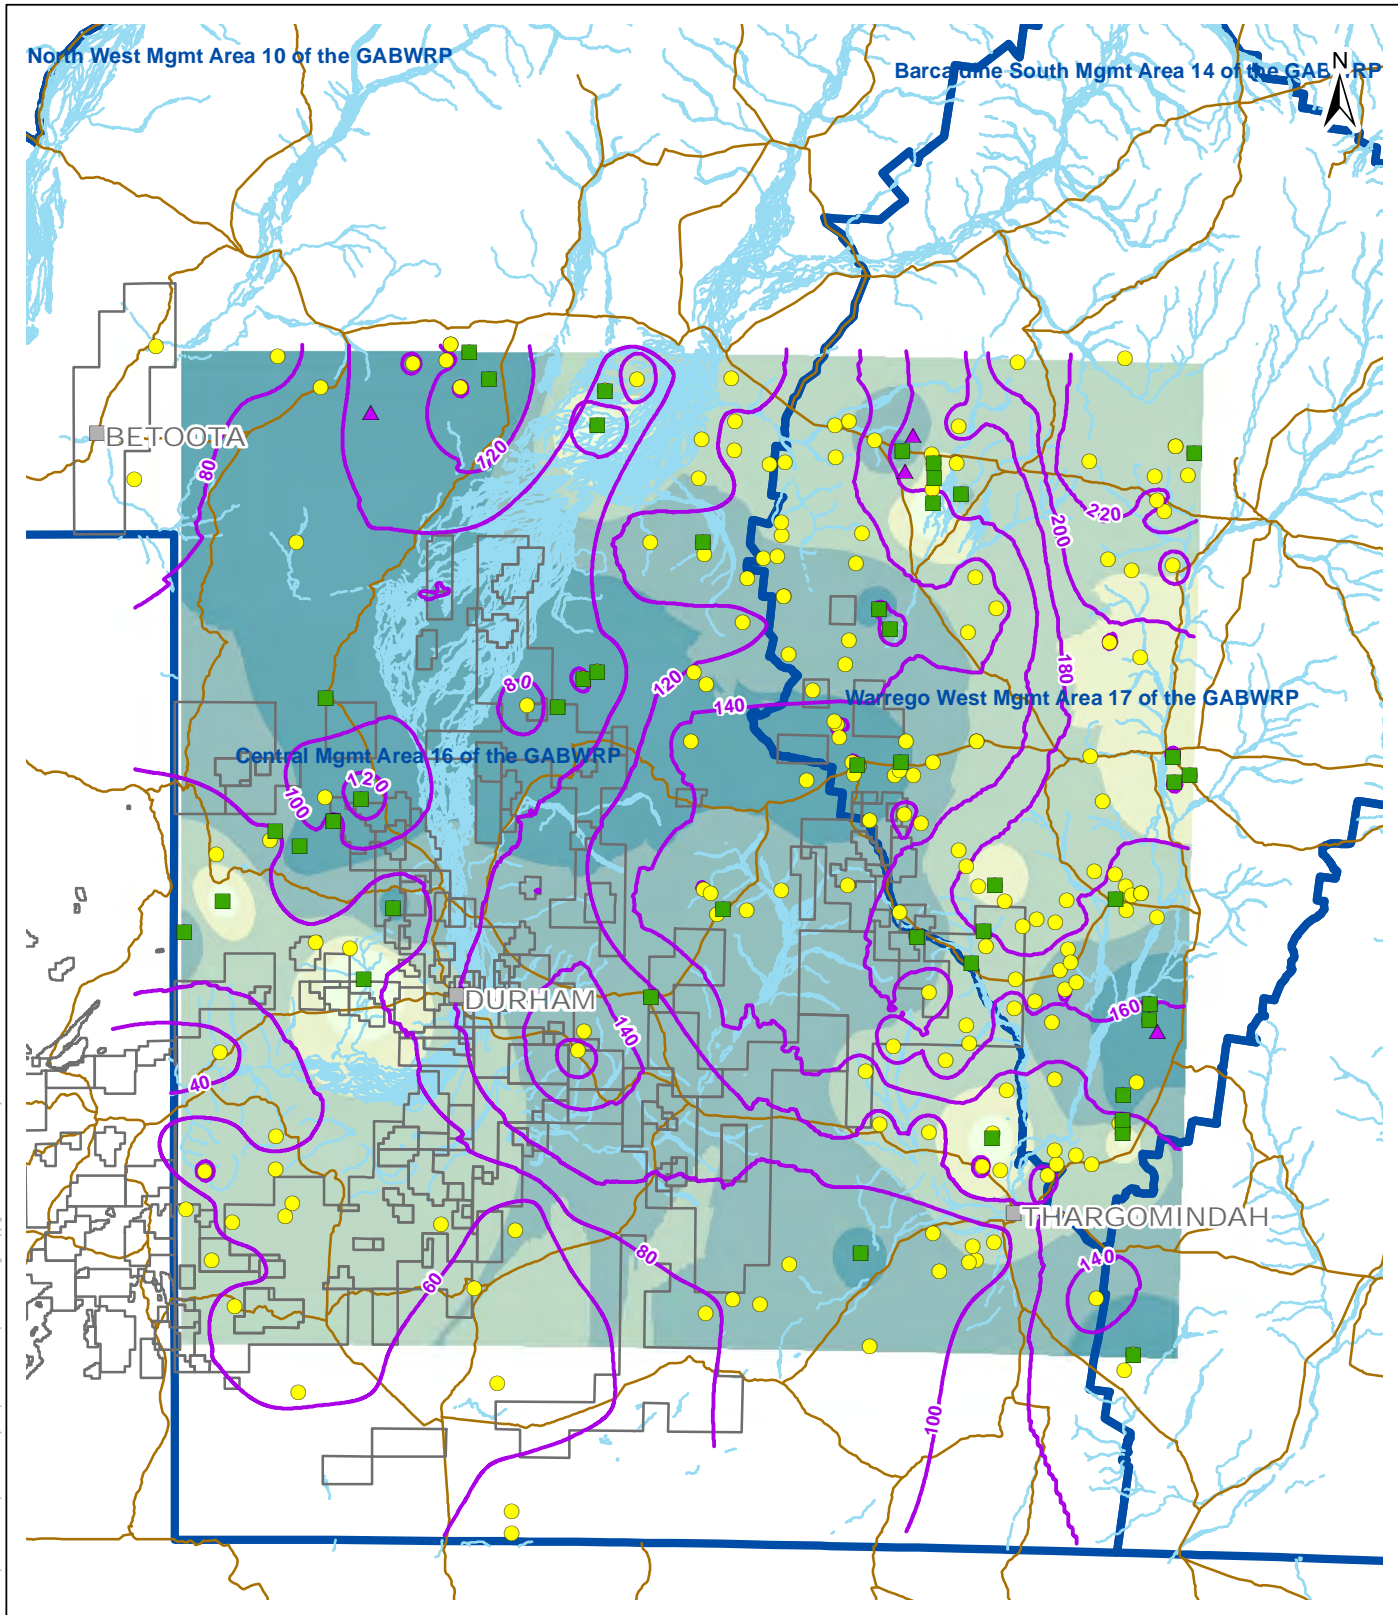 North West Mgmt Area 10 of the GABWRP
N
Barcaldine South Mgmt Area 14 of the GABWRP
BETOOTA
80
120
220
200
180
80
120
140
Warrego West Mgmt Area 17 of the GABWRP
Central Mgmt Area 16 of the GABWRP
120
100
DURHAM
160
140
40
THARGOMINDAH
80
140
60
100